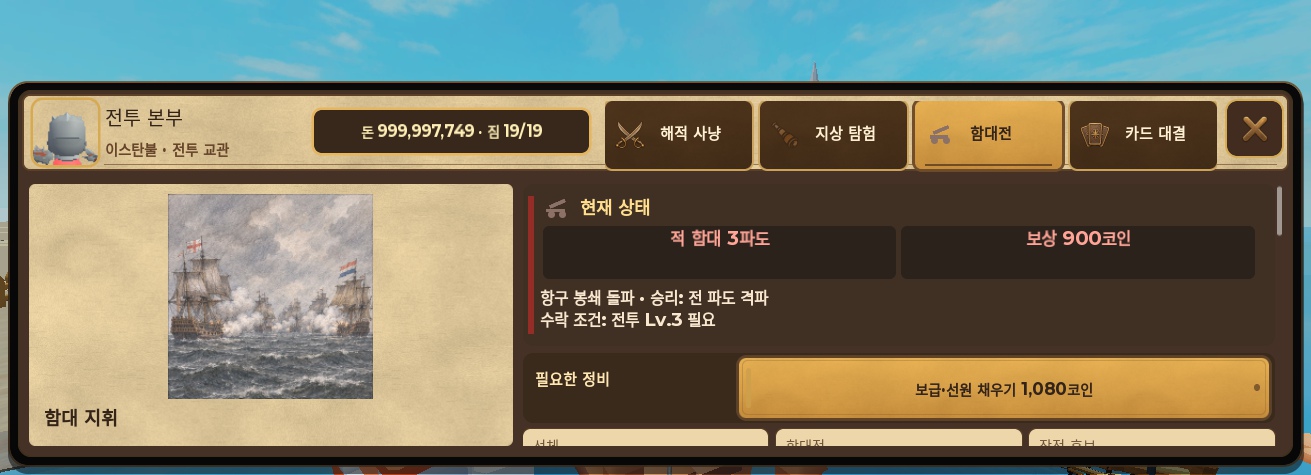 전투 본부
이스탄불 • 전투 교관
돈 999,997,749 · 짐 19/19
해적 사냥
지상 탐험
함대전
카드 대결
함대 지휘
현재 상태
적 함대 3파도
보상 900코인
항구 봉쇄 돌파 • 승리: 전 파도 격파
수락 조건: 전투 Lv.3 필요
필요한 정비
보급·선원 채우기 1,080코인